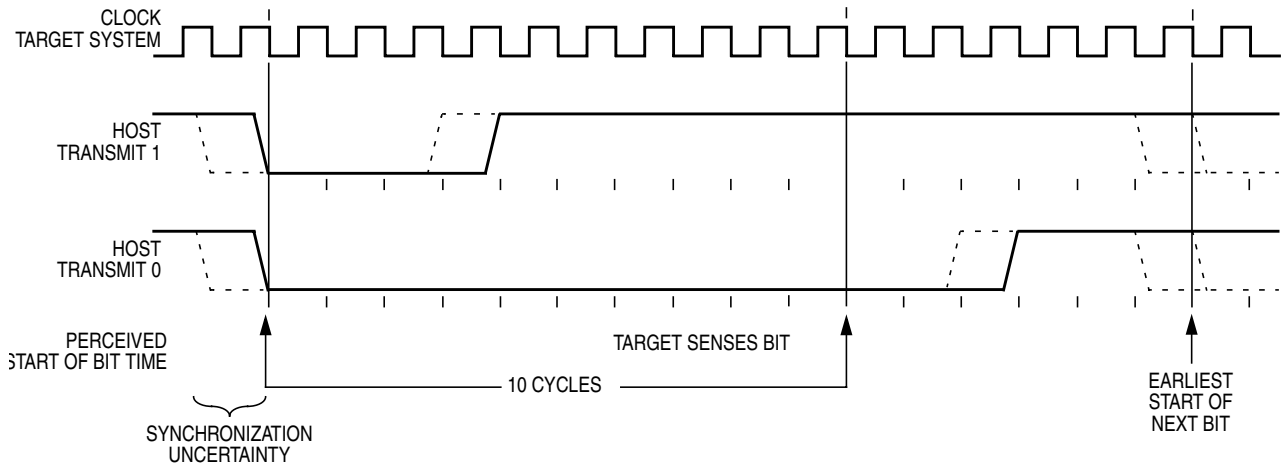 CLOCK
TARGET SYSTEM
HOST
TRANSMIT 1
HOST
TRANSMIT 0
PERCEIVED
START OF BIT TIME
TARGET SENSES BIT
10 CYCLES
EARLIEST
START OF
NEXT BIT
SYNCHRONIZATION
UNCERTAINTY